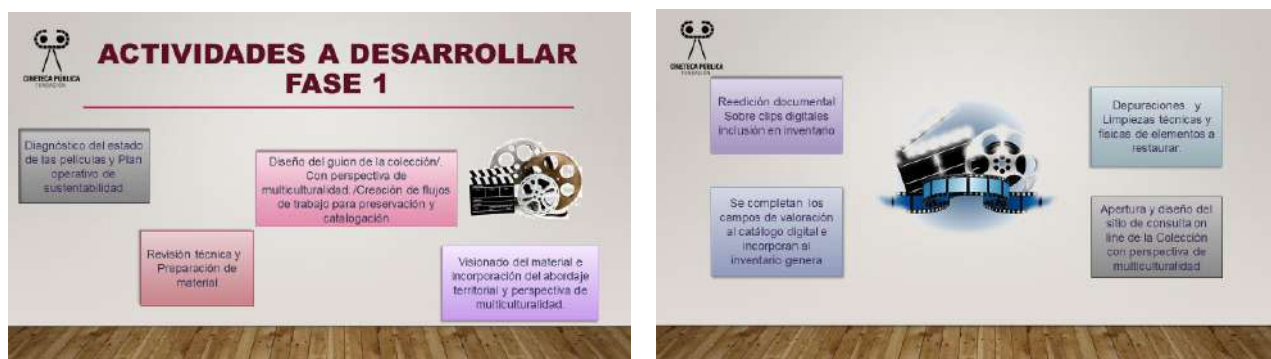 CINETECA PÚBLICA
FUNDACIÓN
ACTIVIDADES A DESARROLLAR
FASE 1
Diagnóstico del estado
de las películas y Plan
operativo de
sustentabilidad
Diseño del guion de la colección/.
Con perspectiva de
multiculturalidad. /Creación de flujos
de trabajo para preservación y
catalogación
Revisión técnica y
Preparación de
material.
Visionado del material e
incorporación del abordaje
territorial y perspectiva de
multiculturalidad.
CINETECA PÚBLICA
FUNDACIÓN
Reedición documental
Sobre clips digitales
inclusión en inventario
Se completan los
campos de valoración
al catálogo digital e
incorporan al
inventario genera
Depuraciones y
Limpiezas técnicas y
físicas de elementos a
restaurar.
Apertura y diseño del
sitio de consulta on
line de la Colección
con perspectiva de
multiculturalidad